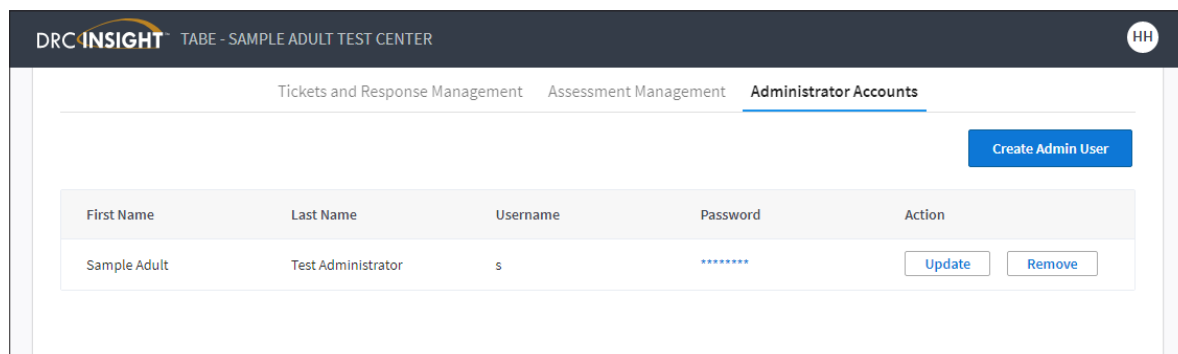 DRC INSIGHT™ TABE - SAMPLE ADULT TEST CENTER HH
Tickets and Response Management Assessment Management Administrator Accounts
Create Admin User
First Name Last Name Username Password Action
Sample Adult Test Administrator s ******** Update Remove